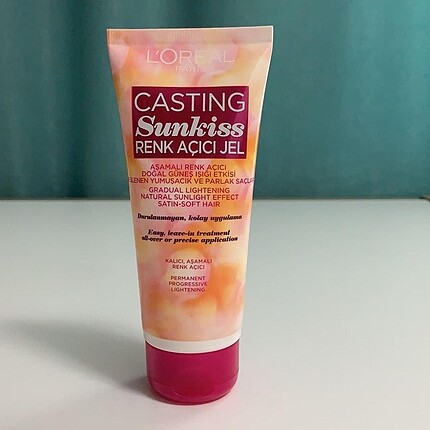 L'ORÉAL
PARIS
CASTING
Sunkiss
RENK AÇICI JEL
AŞAMALI RENK AÇICI
DOĞAL GÜNEŞ IŞIĞI ETKİSİ
YUMUŞACIK VE PARLAK
GRADUAL LIGHTENING
NATURAL SUNLIGHT EFFECT
SATIN-SOFT HAIR
Durulanmayan, kolay uygulama
Easy, leave-in treatment
all-over or precise application
KALICI, AŞAMALI
RENK AÇICI
PERMANENT
PROGRESSIVE
LIGHTENING